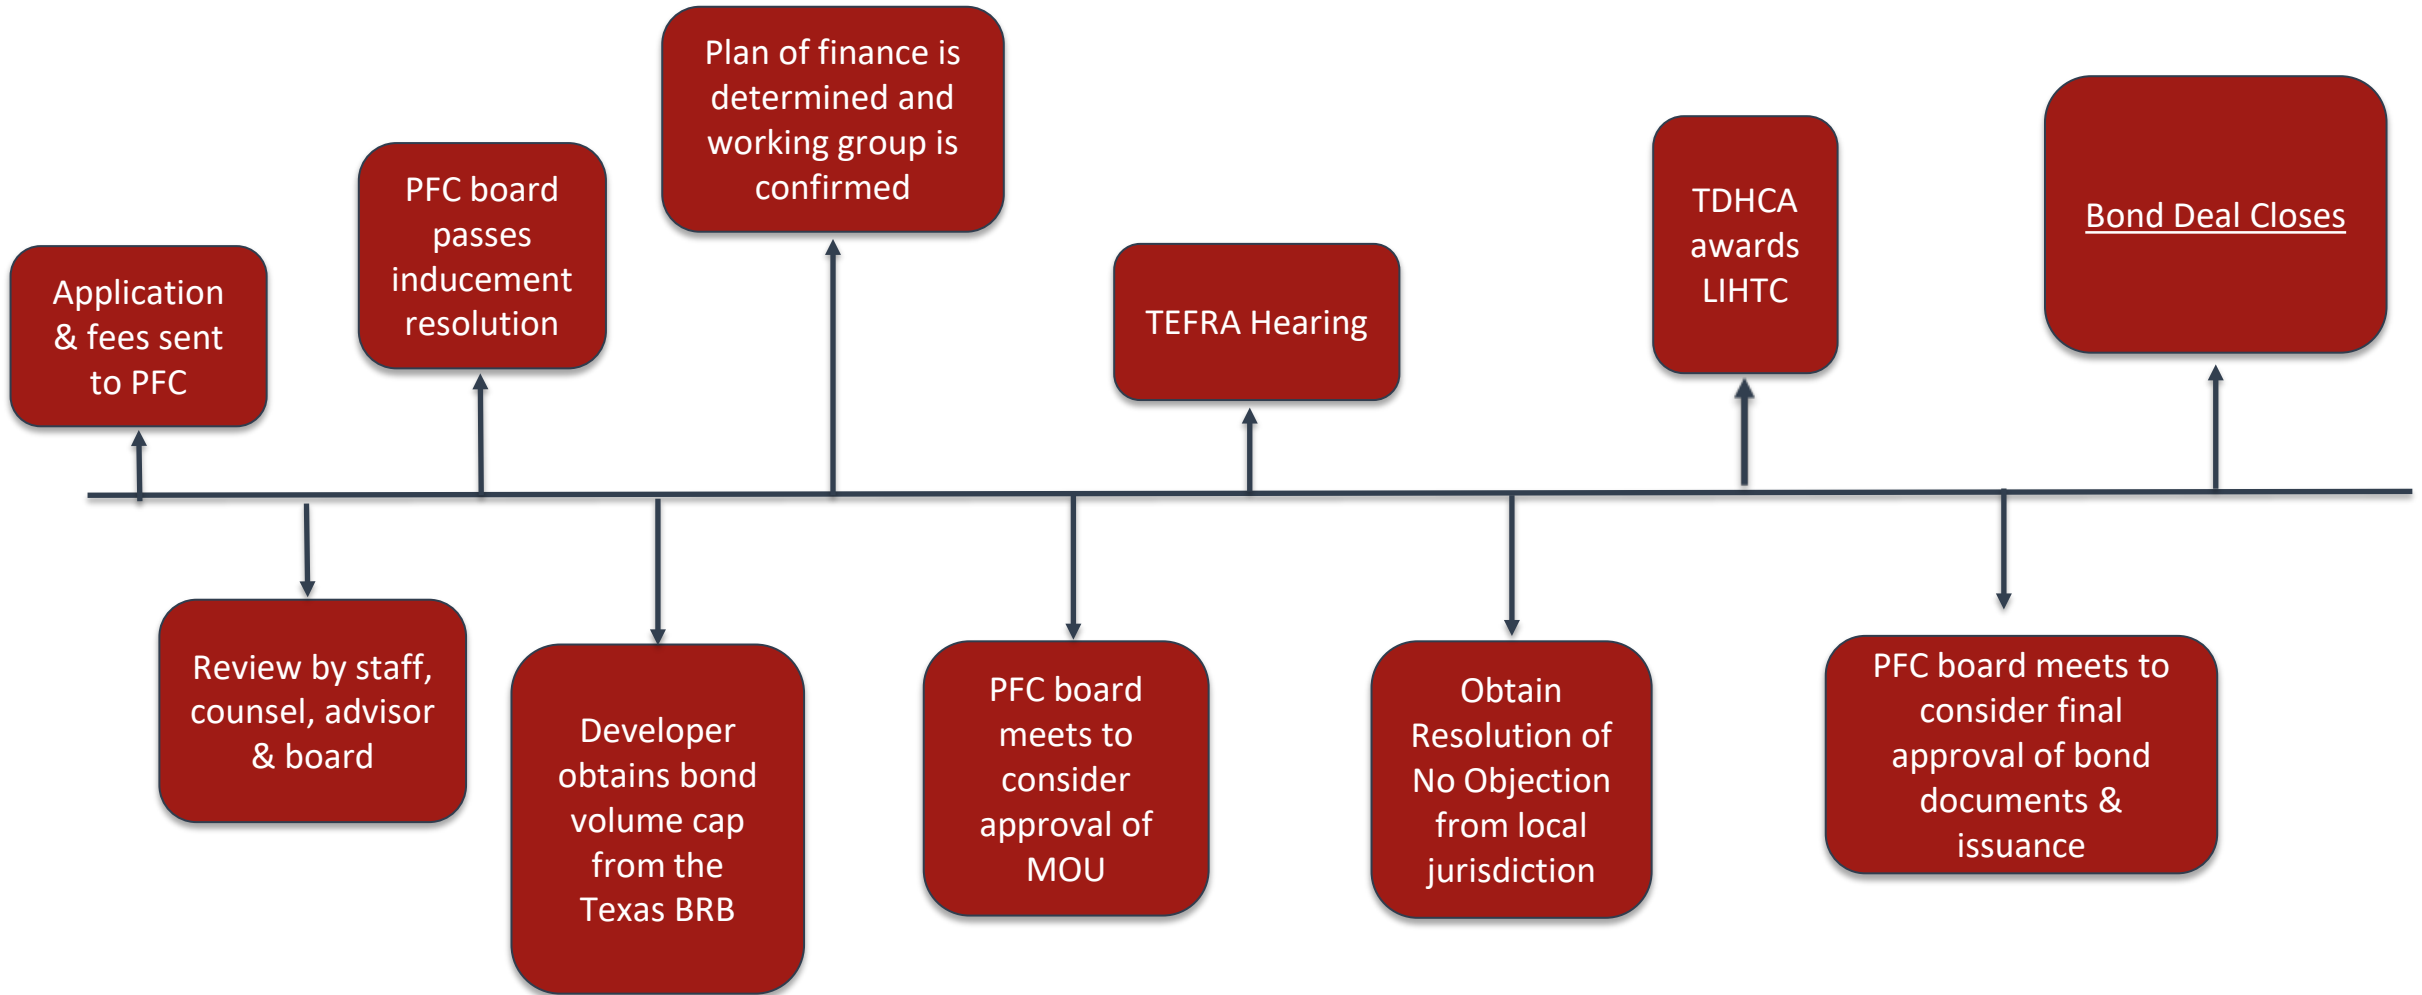 Application
& fees sent
to PFC
Review by staff,
counsel, advisor
& board
PFC board
passes
inducement
resolution
Developer
obtains bond
volume cap
from the
Texas BRB
Plan of finance is
determined and
working group is
confirmed
PFC board
meets to
consider
approval of
MOU
TEFRA Hearing
Obtain
Resolution of
No Objection
from local
jurisdiction
TDHCA
awards
LIHTC
PFC board meets to
consider final
approval of bond
documents &
issuance
Bond Deal Closes